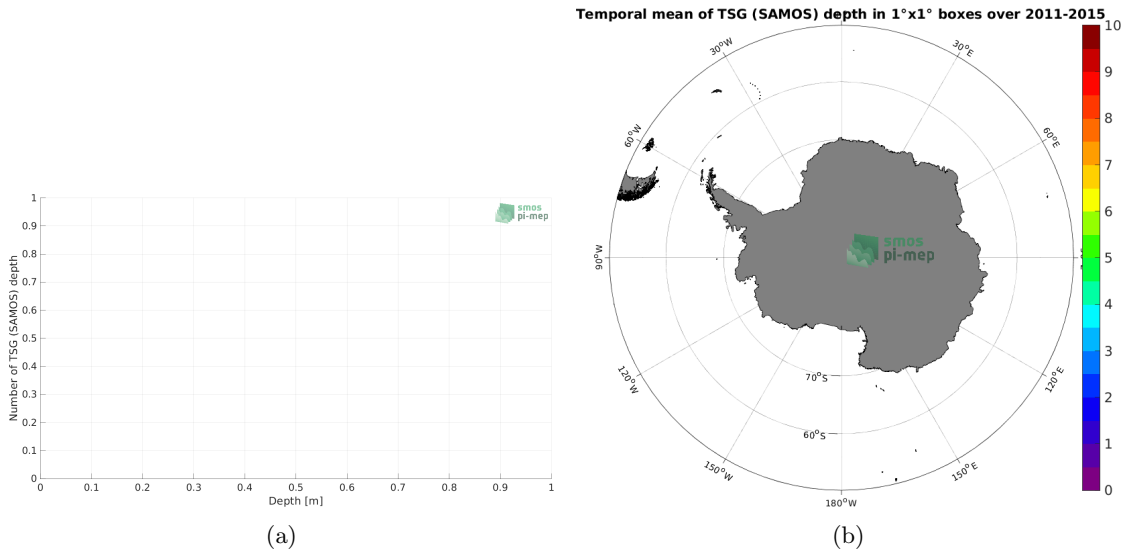 Temporal mean of TSG (SAMOS) depth in 1°x1° boxes over 2011-2015
Number of TSG (SAMOS) depth
1
0.9
0.8
0.7
0.6
0.5
0.4
0.3
0.2
0.1
0
0
0.1
0.2
0.3
0.4
0.5
0.6
0.7
0.8
0.9
1
Depth [m]
smos
pi-mep
(a)
0°
30°W
30°E
60°W
60°E
90°W
120°W
120°E
150°W
150°E
180°W
70°S
60°S
smos
pi-mep
10
9
8
7
6
5
4
3
2
1
0
(b)